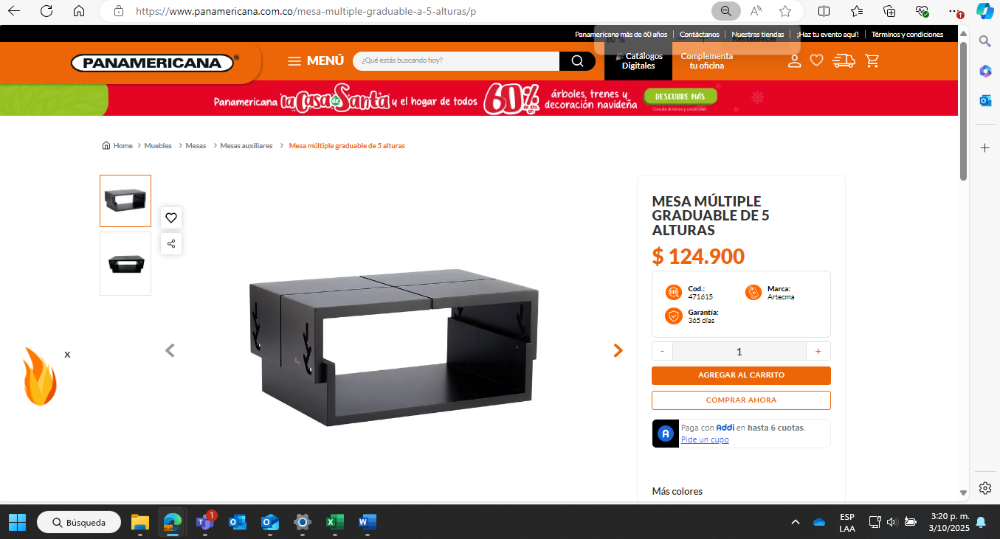 https://www.panamericana.com.co/mesa-multiple-graduable-a-5-alturas/p
Panamericana más de 60 años
Contáctanos
Nuestras tiendas
¡Haz tu evento aquí!
Términos y condiciones
PANAMERICANA®
MENÚ
¿Qué estás buscando hoy?
Catálogos
Digitales
Complementa
tu oficina
Panamericana la Casa de Santa y el hogar de todos 60% de dto. en árboles, trenes y
decoración navideña
DESCUBRE MÁS
Consulta términos y condiciones
Home > Muebles > Mesas > Mesas auxiliares > Mesa múltiple graduable de 5 alturas
MESA MÚLTIPLE
GRADUABLE DE 5
ALTURAS
$ 124.900
Cod.:
471615
Marca:
Artecma
Garantía:
365 días
- 1 +
AGREGAR AL CARRITO
COMPRAR AHORA
A
Paga con Addi en hasta 6 cuotas.
Pide un cupo
Más colores
x
Búsqueda
1
ESP
LAA
3:20 p. m.
3/10/2025